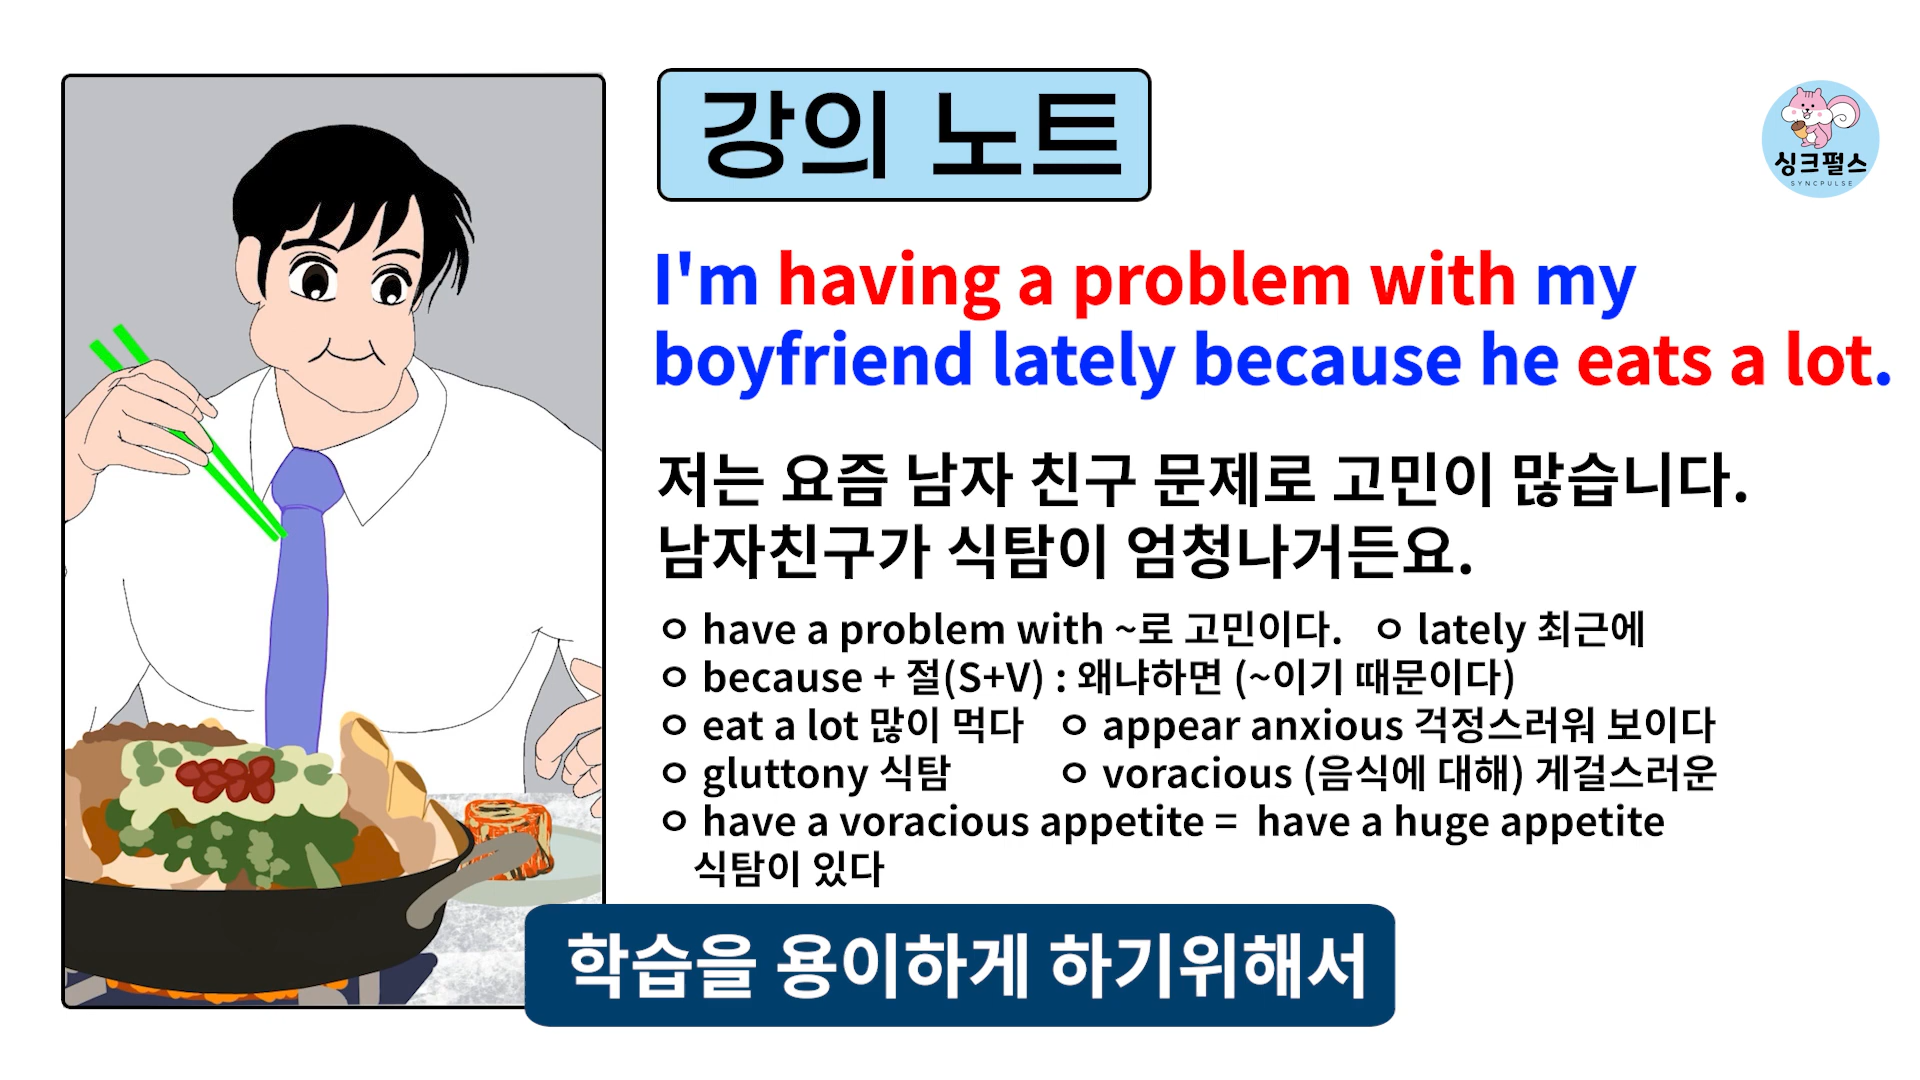 강의 노트
싱크펄스
SYNCPULSE
I'm having a problem with my
boyfriend lately because he eats a lot.
저는 요즘 남자 친구 문제로 고민이 많습니다.
남자친구가 식탐이 엄청나거든요.
ㅇ have a problem with ~로 고민이다. ㅇ lately 최근에
ㅇ because + 절(S+V) : 왜냐하면 (~이기 때문이다)
ㅇ eat a lot 많이 먹다 ㅇ appear anxious 걱정스러워 보이다
ㅇ gluttony 식탐 ㅇ voracious (음식에 대해) 게걸스러운
ㅇ have a voracious appetite = have a huge appetite
식탐이 있다
학습을 용이하게 하기위해서